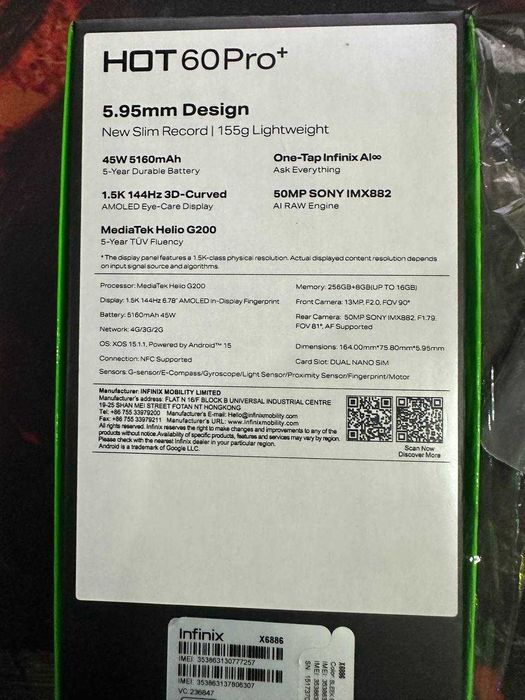 HOT 60 Pro+
5.95mm Design
New Slim Record | 155g Lightweight
45W 5160mAh
5-Year Durable Battery
One-Tap Infinix AI∞
Ask Everything
1.5K 144Hz 3D-Curved
AMOLED Eye-Care Display
50MP SONY IMX882
AI RAW Engine
MediaTek Helio G200
5-Year TÜV Fluency
* The display panel features a 1.5K-class physical resolution. Actual displayed content resolution depends
on input signal source and algorithms.
Processor: MediaTek Helio G200
Memory: 256GB+8GB(UP TO 16GB)
Display: 1.5K 144Hz 6.78" AMOLED In-Display Fingerprint
Front Camera: 13MP, F2.0, FOV 90°
Battery: 5160mAh 45W
Rear Camera: 50MP SONY IMX882, F1.79,
FOV 81°, AF Supported
Network: 4G/3G/2G
OS: XOS 15.1.1, Powered by Android™ 15
Dimensions: 164.00mm*75.80mm*5.95mm
Connection: NFC Supported
Card Slot: DUAL NANO SIM
Sensors: G-sensor/E-Compass/Gyroscope/Light Sensor/Proximity Sensor/Fingerprint/Motor
Manufacturer: INFINIX MOBILITY LIMITED
Manufacturer's address: FLAT N 16/F BLOCK B UNIVERSAL INDUSTRIAL CENTRE
19-25 SHAN MEI STREET FOTAN NT HONGKONG
Tel: +86 755 33979200 Manufacturer's E-mail: Hello@infinixmobility.com
Fax: +86 755 33979211 Manufacturer's URL: www.infinixmobility.com
All rights reserved. Infinix reserves the right to make changes and improvements to any of the
products without notice.Availability of specific products, features and services may vary by region.
Please check with the nearest Infinix dealer in your particular region.
Android is a trademark of Google LLC.
Scan Now
Discover More
Infinix X6886
IMEI: 353863130777257
IMEI: 353863137806307
VC: 236847
X6886